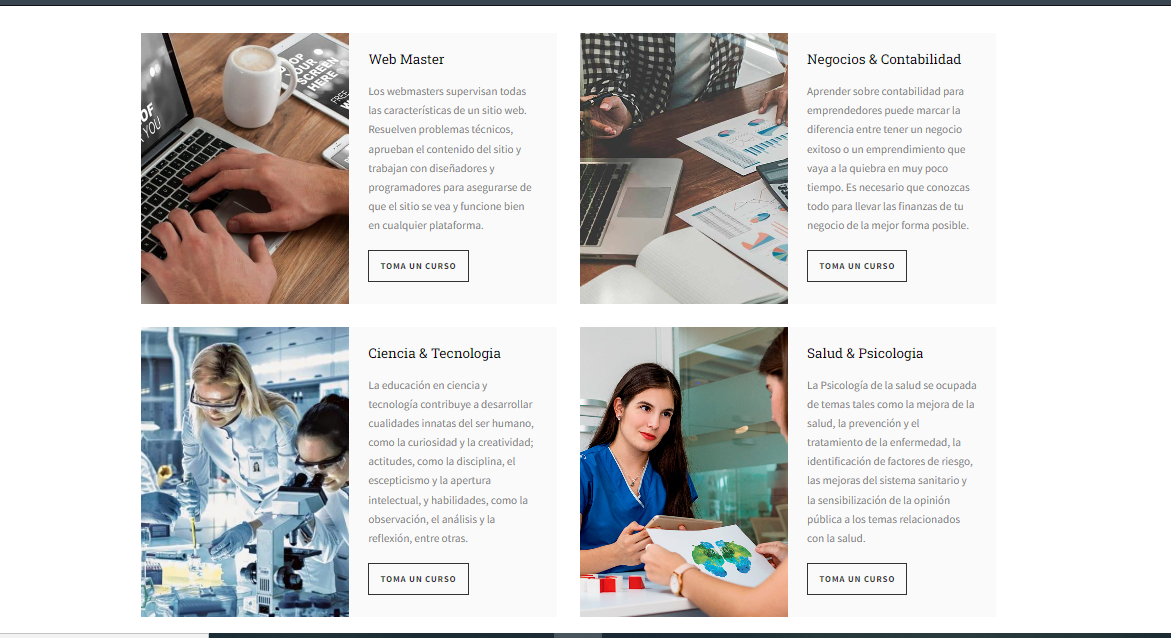 Web Master
Los webmasters supervisan todas
las características de un sitio web.
Resuelven problemas técnicos,
aprueban el contenido del sitio y
trabajan con diseñadores y
programadores para asegurarse de
que el sitio se vea y funcione bien
en cualquier plataforma.
TOMA UN CURSO
Negocios & Contabilidad
Aprender sobre contabilidad para
emprendedores puede marcar la
diferencia entre tener un negocio
exitoso o un emprendimiento que
vaya a la quiebra en muy poco
tiempo. Es necesario que conozcas
todo para llevar las finanzas de tu
negocio de la mejor forma posible.
TOMA UN CURSO
Ciencia & Tecnologia
La educación en ciencia y
tecnología contribuye a desarrollar
cualidades innatas del ser humano,
como la curiosidad y la creatividad;
actitudes, como la disciplina, el
escepticismo y la apertura
intelectual, y habilidades, como la
observación, el análisis y la
reflexión, entre otras.
TOMA UN CURSO
Salud & Psicologia
La Psicología de la salud se ocupada
de temas tales como la mejora de la
salud, la prevención y el
tratamiento de la enfermedad, la
identificación de factores de riesgo,
las mejoras del sistema sanitario y
la sensibilización de la opinión
pública a los temas relacionados
con la salud.
TOMA UN CURSO